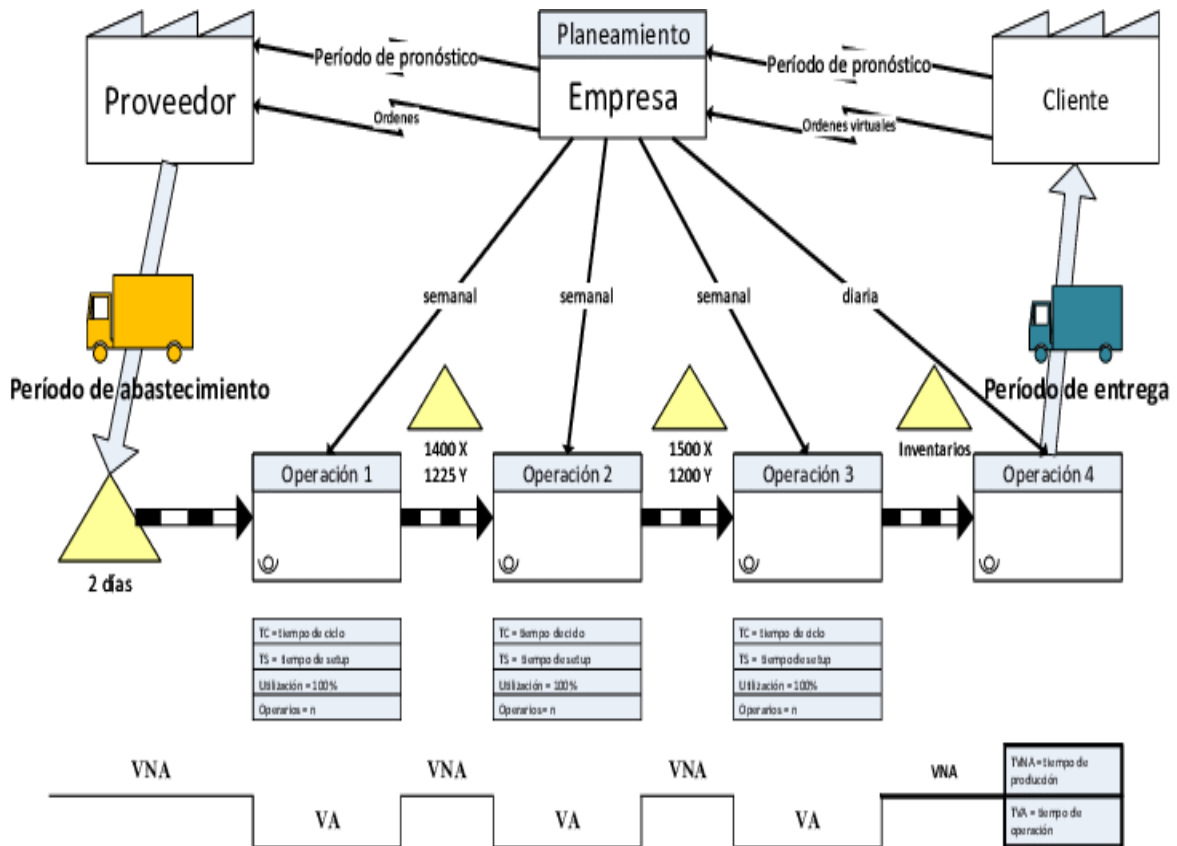 Planeamiento
Empresa
Proveedor
Cliente
Período de pronóstico
Ordenes
Período de pronóstico
Ordenes virtuales
semanal
semanal
semanal
diaria
Período de abastecimiento
Período de entrega
1400 X
1225 Y
1500 X
1200 Y
Inventarios
Operación 1
Operación 2
Operación 3
Operación 4
2 días
TC = tiempo de ciclo
TS = tiempo de setup
Utilización = 100%
Operarios = n
TC = tiempo de ciclo
TS = tiempo de setup
Utilización = 100%
Operarios = n
TC = tiempo de ciclo
TS = tiempo de setup
Utilización = 100%
Operarios = n
VNA
VNA
VNA
VNA
VA
VA
VA
TVNA = tiempo de
producción
TVA = tiempo de
operación